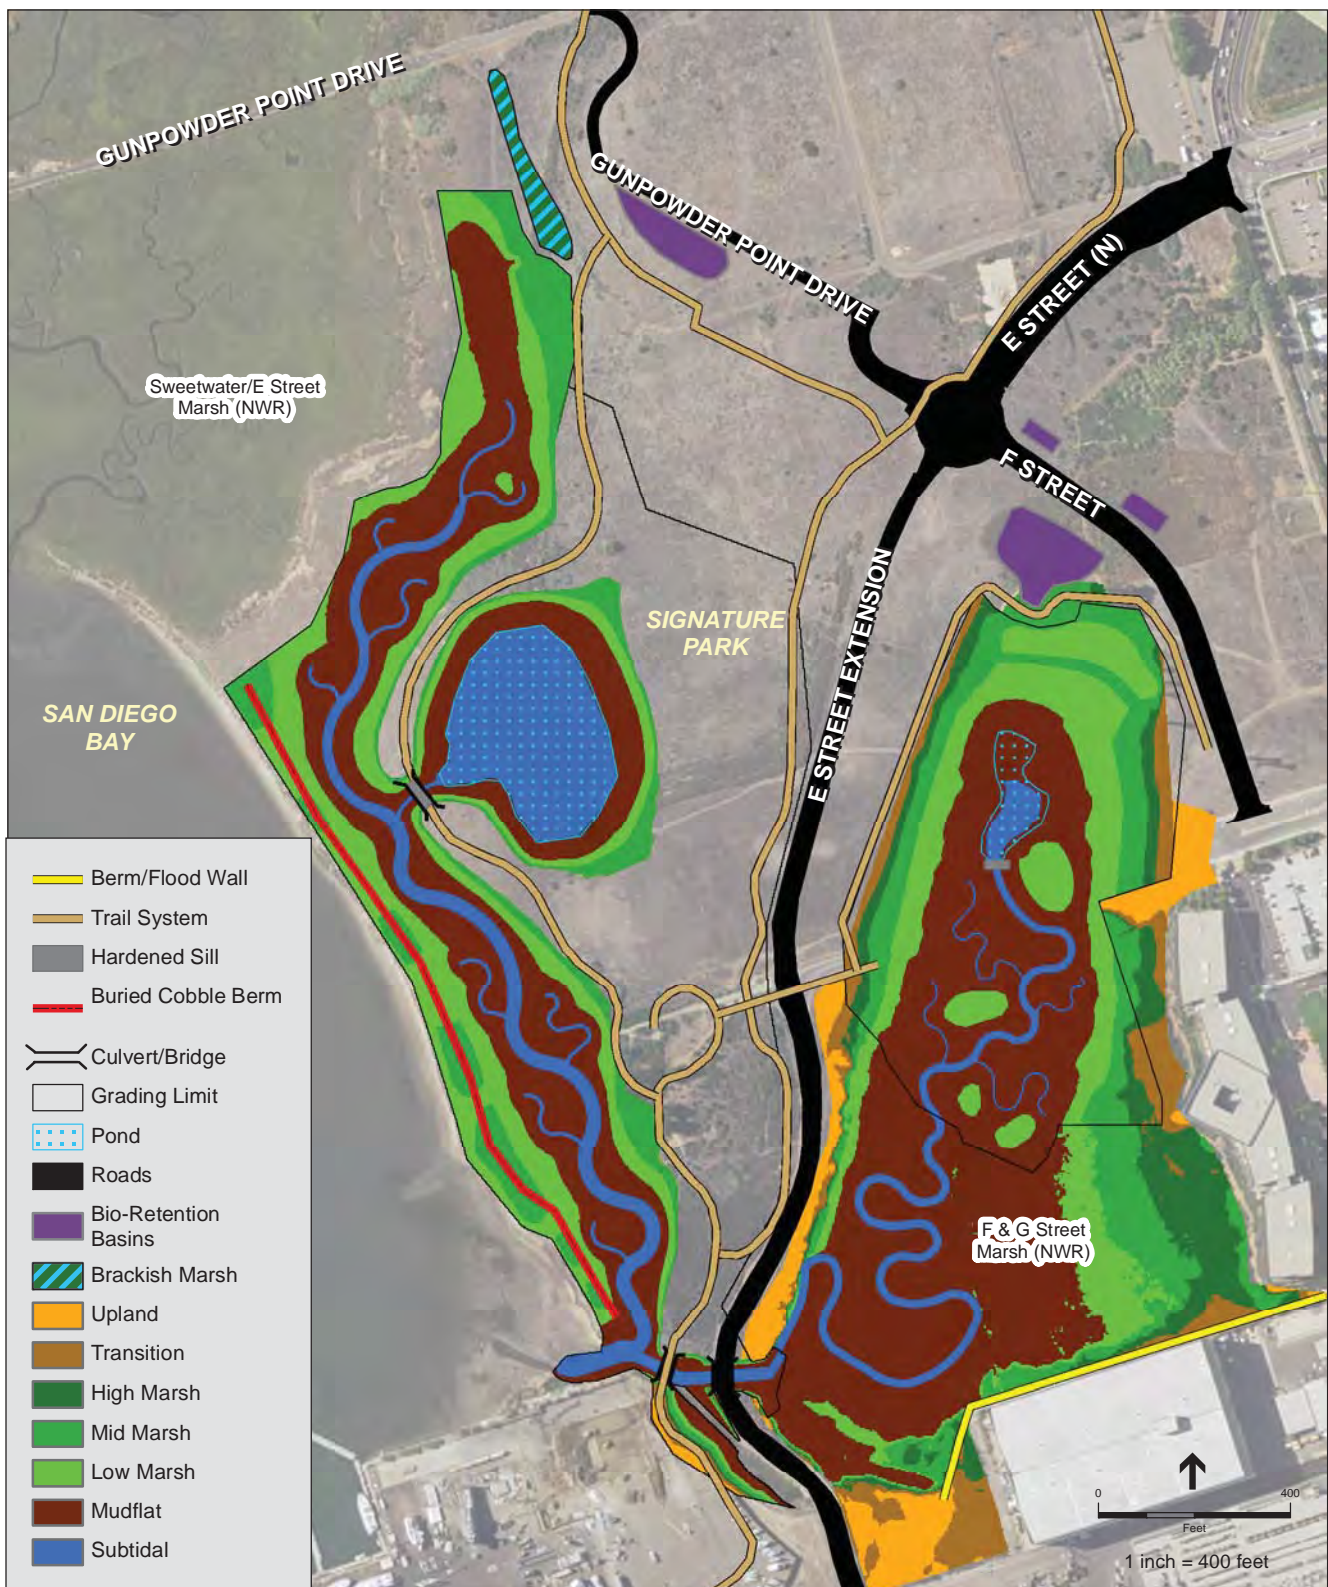 GUNPOWDER POINT DRIVE
GUNPOWDER POINT DRIVE
E STREET (N)
Sweetwater/E Street
Marsh (NWR)
F STREET
SIGNATURE
PARK
E STREET EXTENSION
SAN DIEGO
BAY
F & G Street
Marsh (NWR)
Berm/Flood Wall
Trail System
Hardened Sill
Buried Cobble Berm
Culvert/Bridge
Grading Limit
Pond
Roads
Bio-Retention
Basins
Brackish Marsh
Upland
Transition
High Marsh
Mid Marsh
Low Marsh
Mudflat
Subtidal
0 400
Feet
1 inch = 400 feet